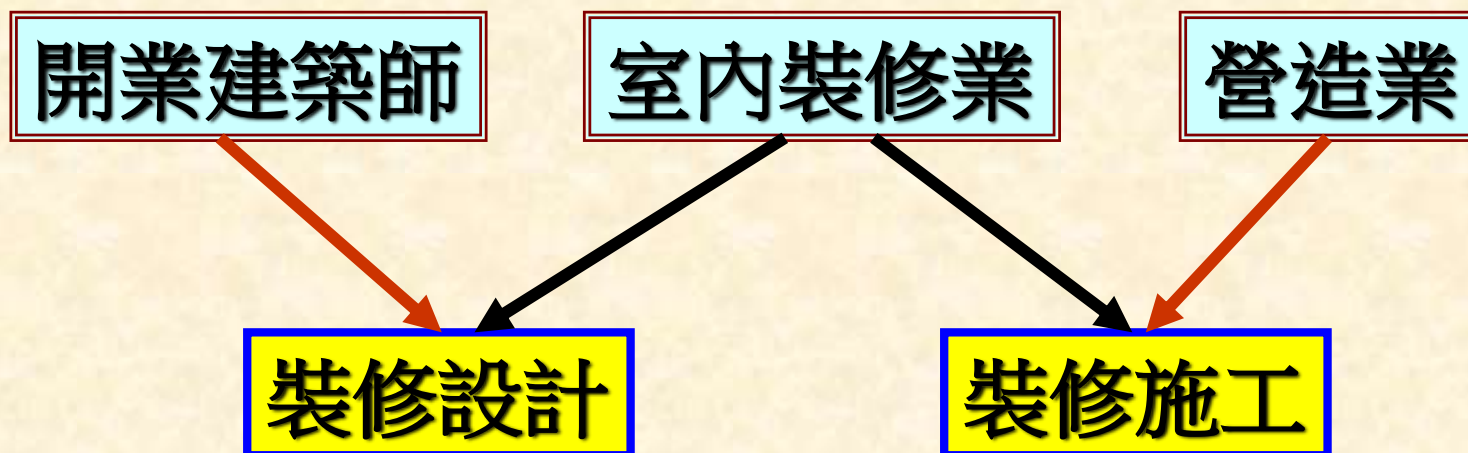 開業建築師
室內裝修業
營造業
裝修設計
裝修施工